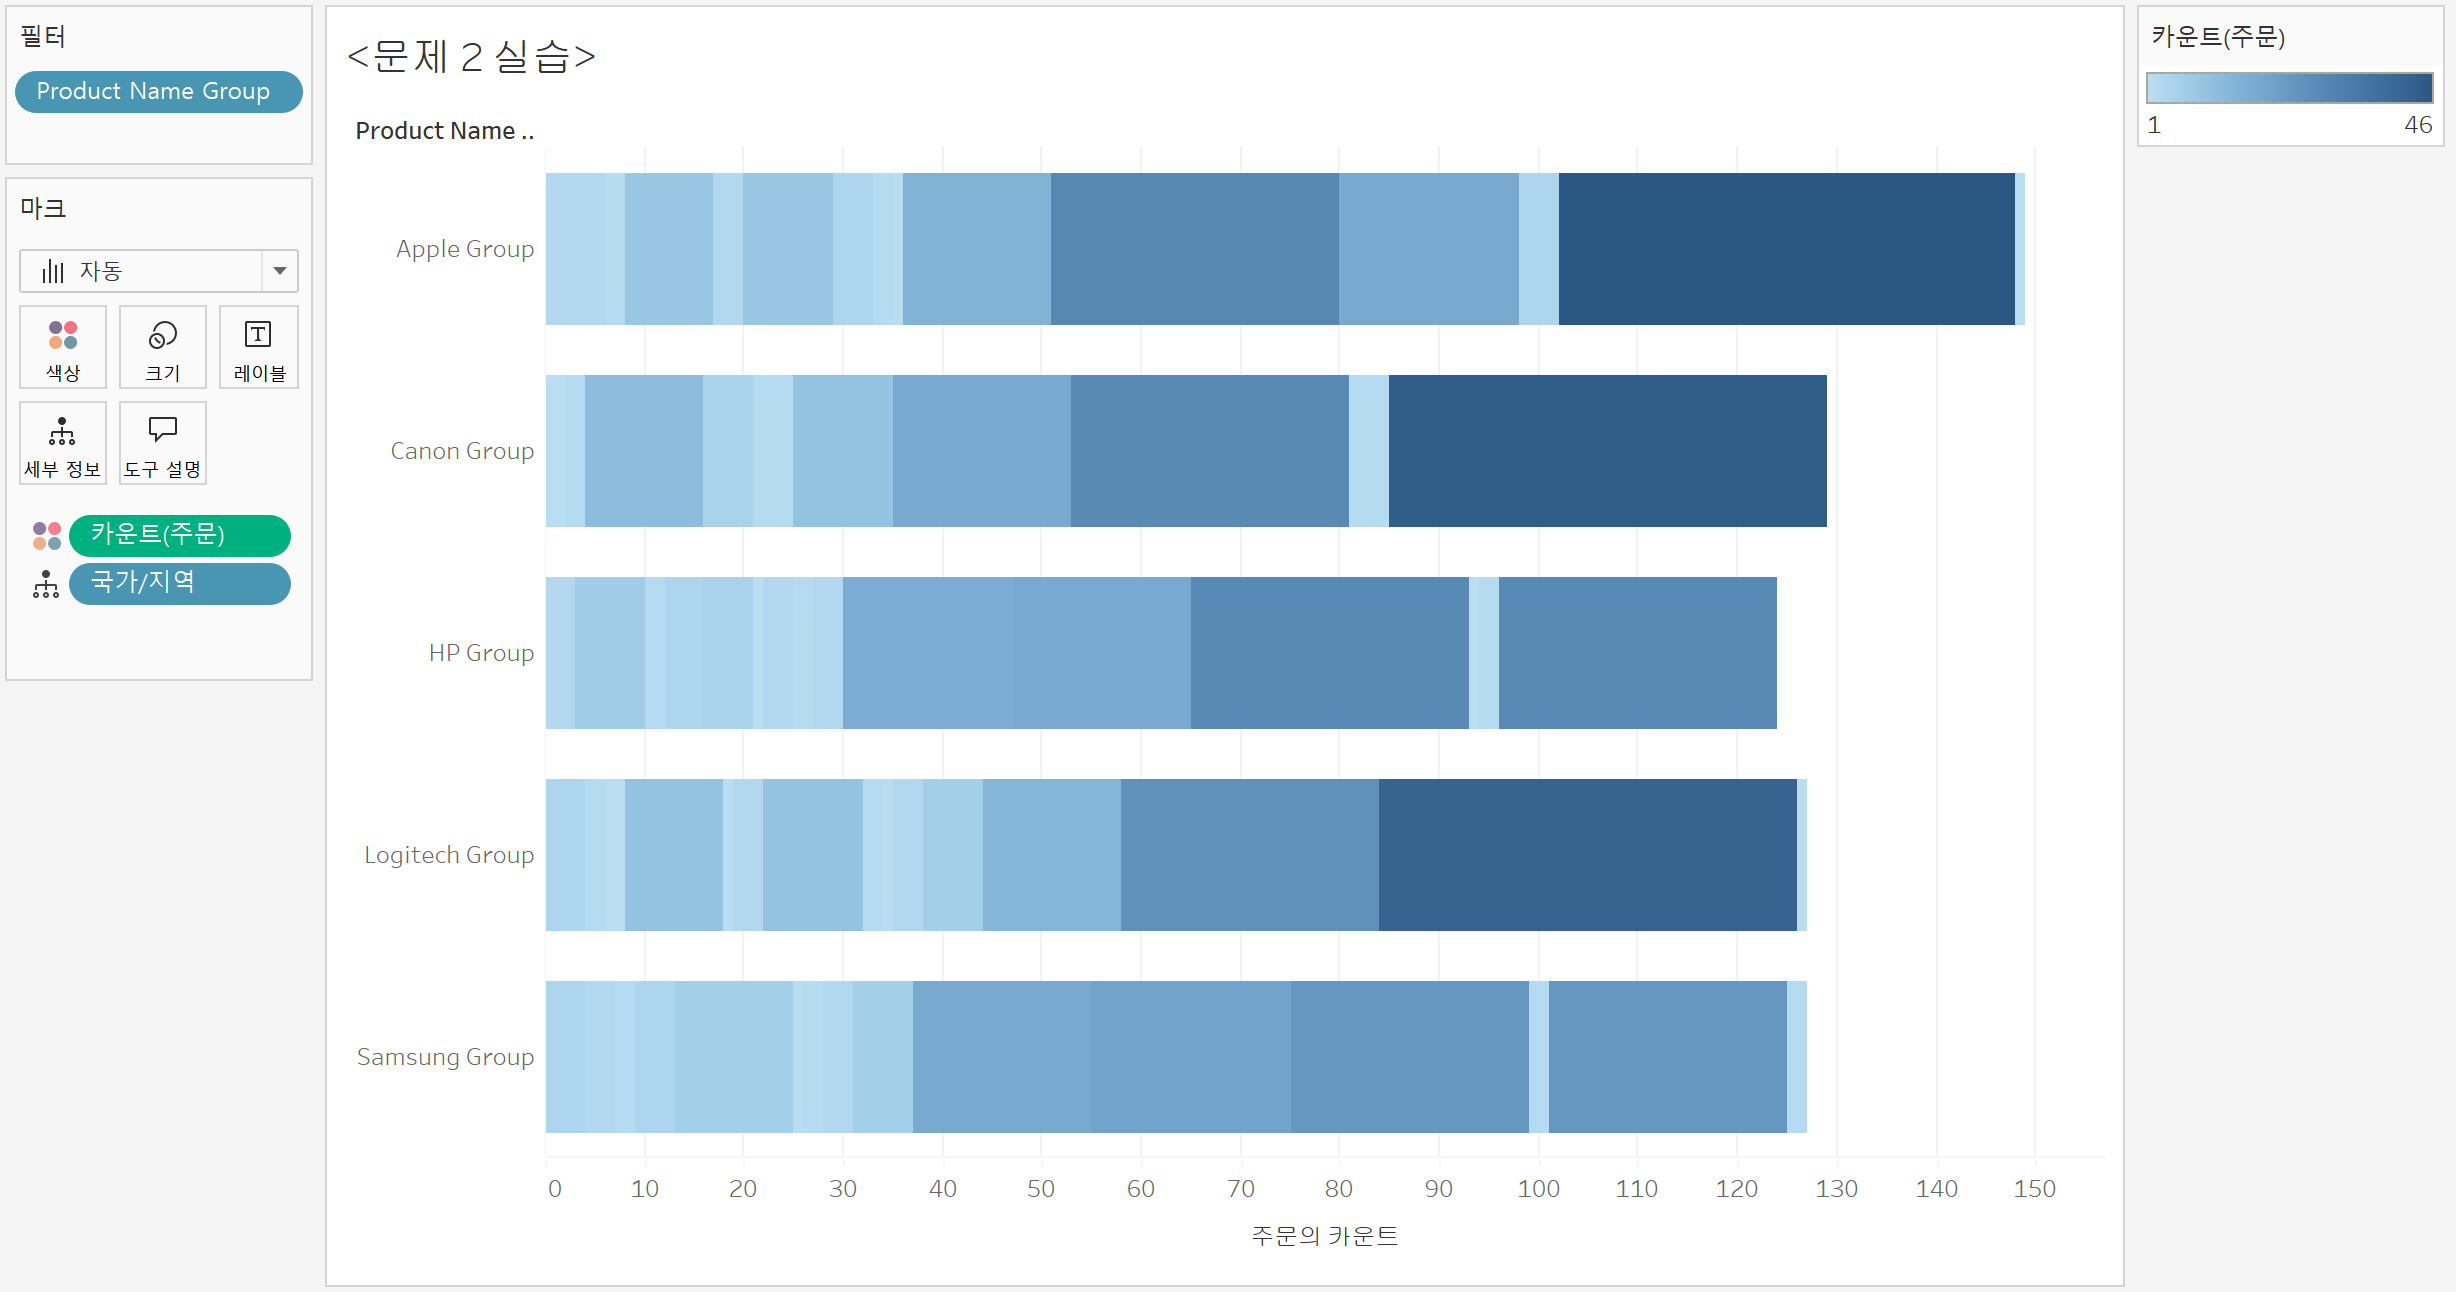 필터
Product Name Group
마크
자동
색상
크기
레이블
세부 정보
도구 설명
카운트(주문)
국가/지역
<문제 2 실습>
Product Name ..
Apple Group
Canon Group
HP Group
Logitech Group
Samsung Group
0 10 20 30 40 50 60 70 80 90 100 110 120 130 140 150
주문의 카운트
카운트(주문)
1 46